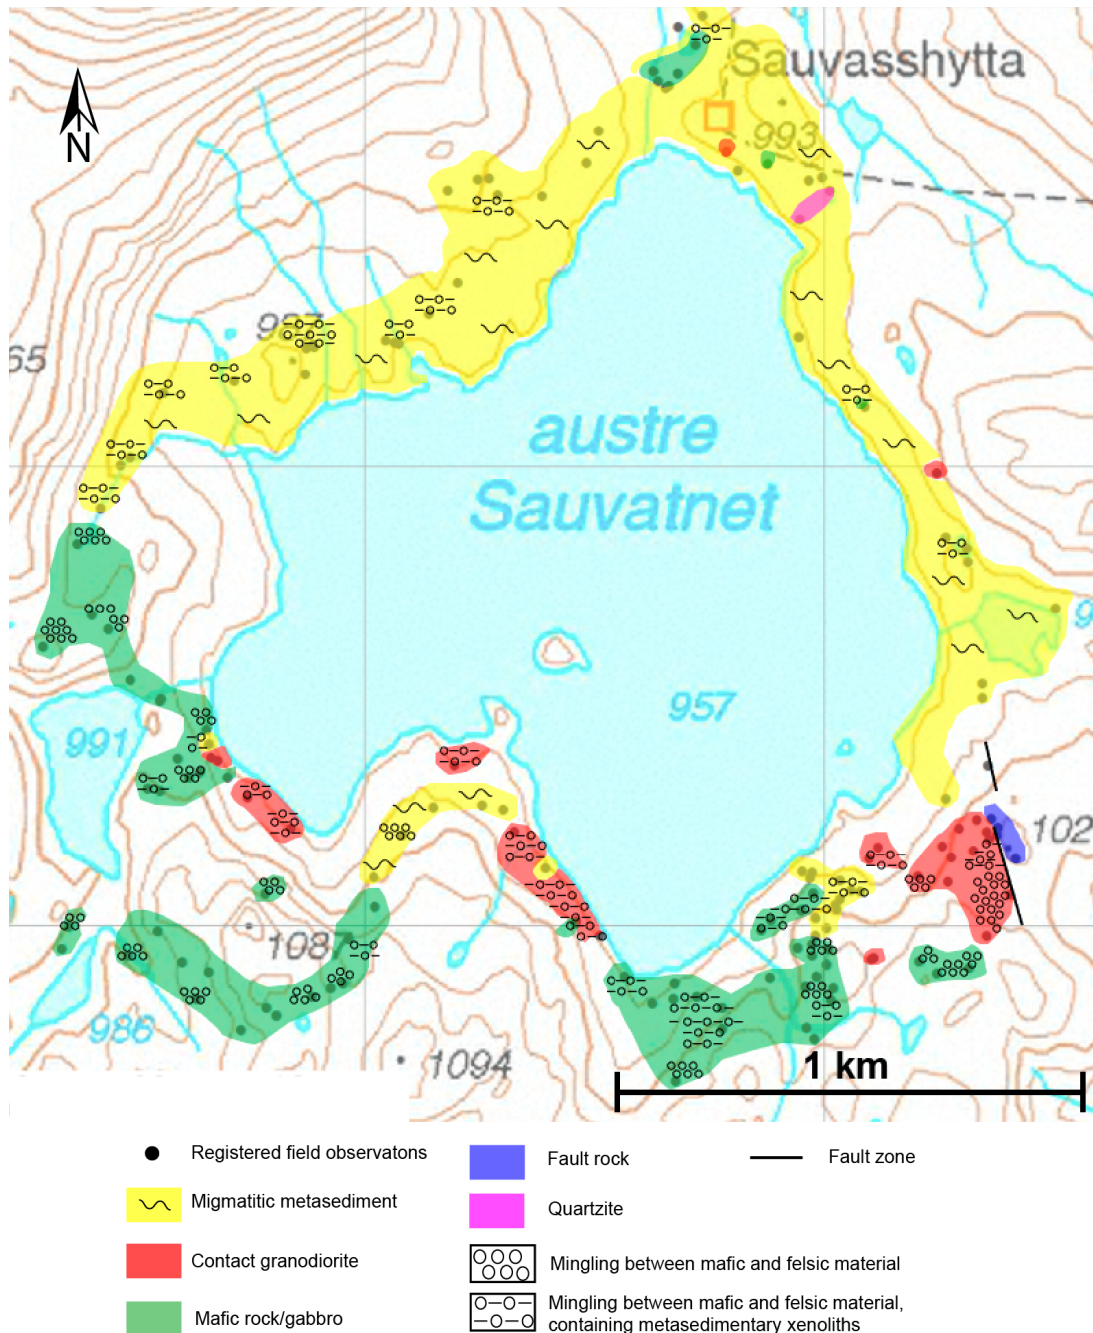 Sauvasshytta
N
993
987
65
austre
Sauvatnet
9
957
991
102
1087
986
1094
1 km
Registered field observatons
Fault rock
Fault zone
Migmatitic metasediment
Quartzite
Contact granodiorite
Mingling between mafic and felsic material
Mafic rock/gabbro
Mingling between mafic and felsic material,
containing metasedimentary xenoliths